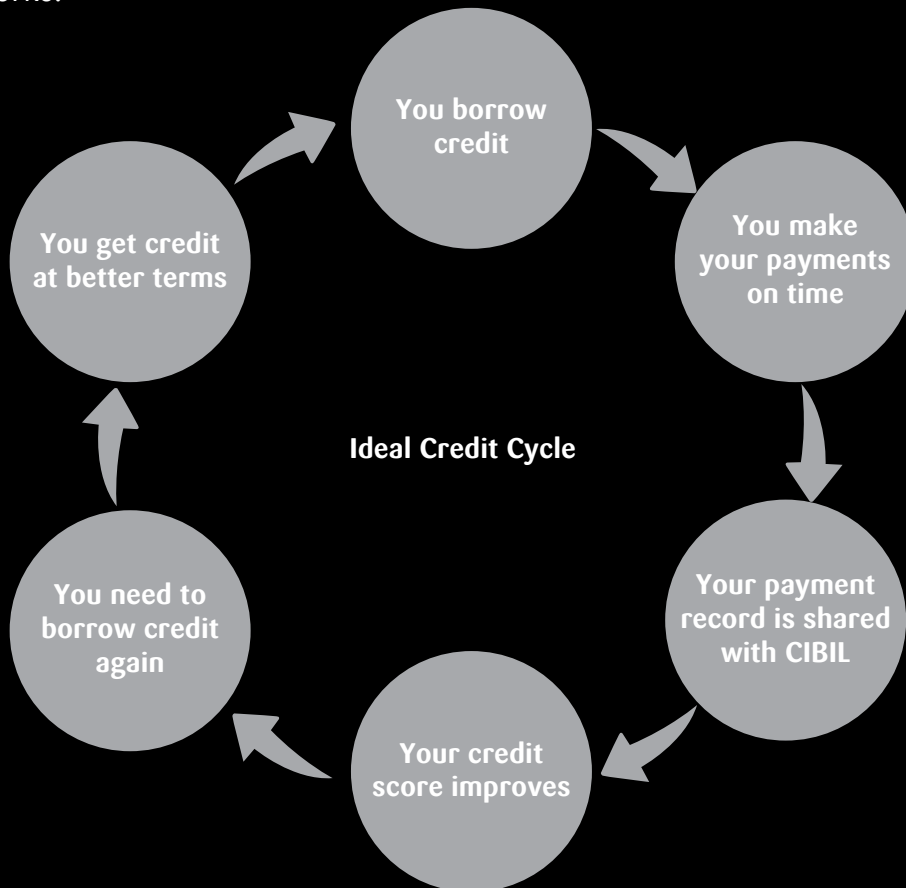 You borrow
credit
You make
your payments
on time
Your payment
record is shared
with CIBIL
Your credit
score improves
You need to
borrow credit
again
You get credit
at better terms
Ideal Credit Cycle